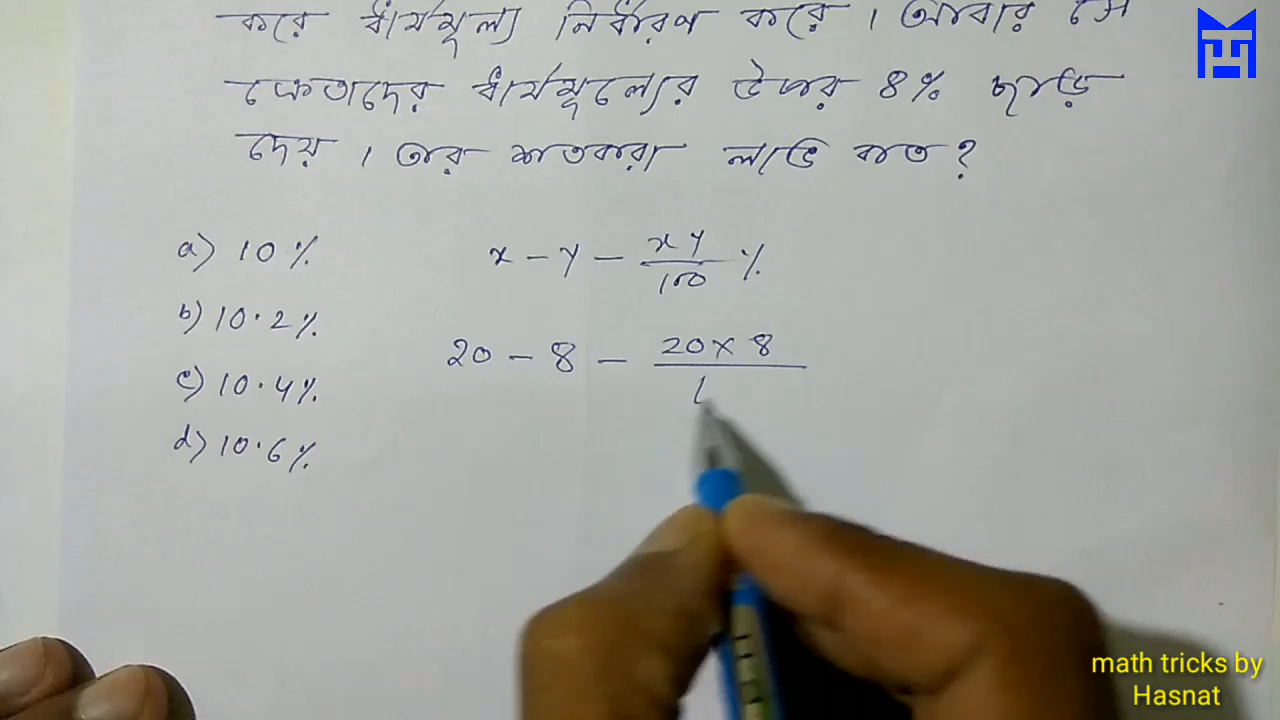 করে ধার্যমূল্য নির্ধারণ করে । আবার সে
ক্রেতাদের ধার্যমূল্যের উপর 8% ছাড়
দেয় । তার শতকরা লাভ কত ?
a) 10%
b) 10.2%
c) 10.4%
d) 10.6%
x - y - xy/100 %
20 - 8 - 20×8/1
math tricks by
Hasnat